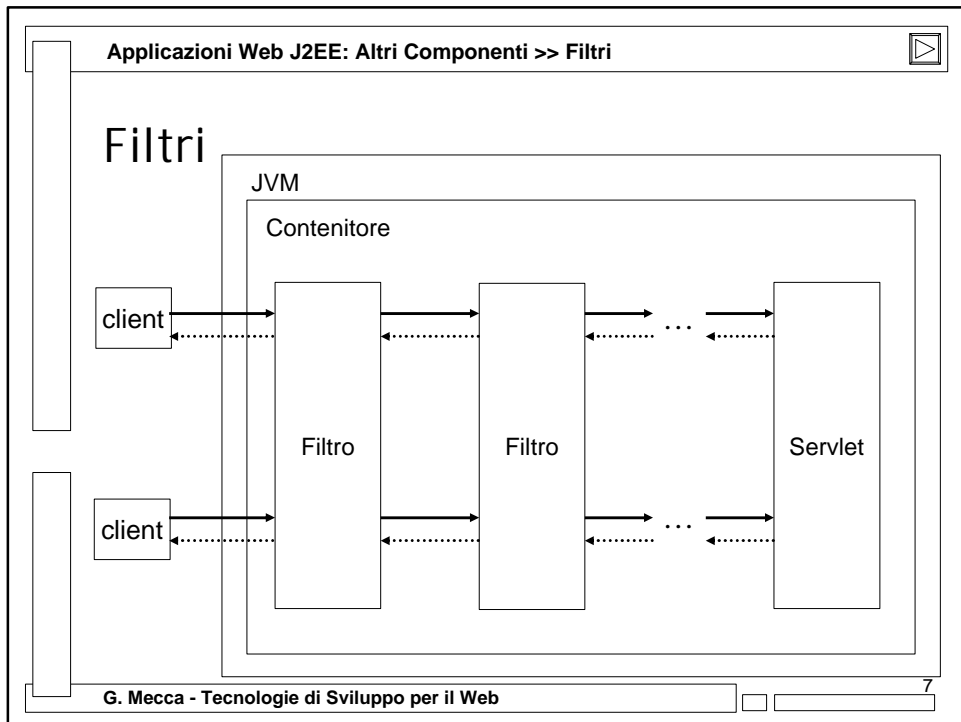 Applicazioni Web J2EE: Altri Componenti >> Filtri
Filtri
JVM
Contenitore
client
...
Filtro
Filtro
Servlet
client
...
G. Mecca - Tecnologie di Sviluppo per il Web
7